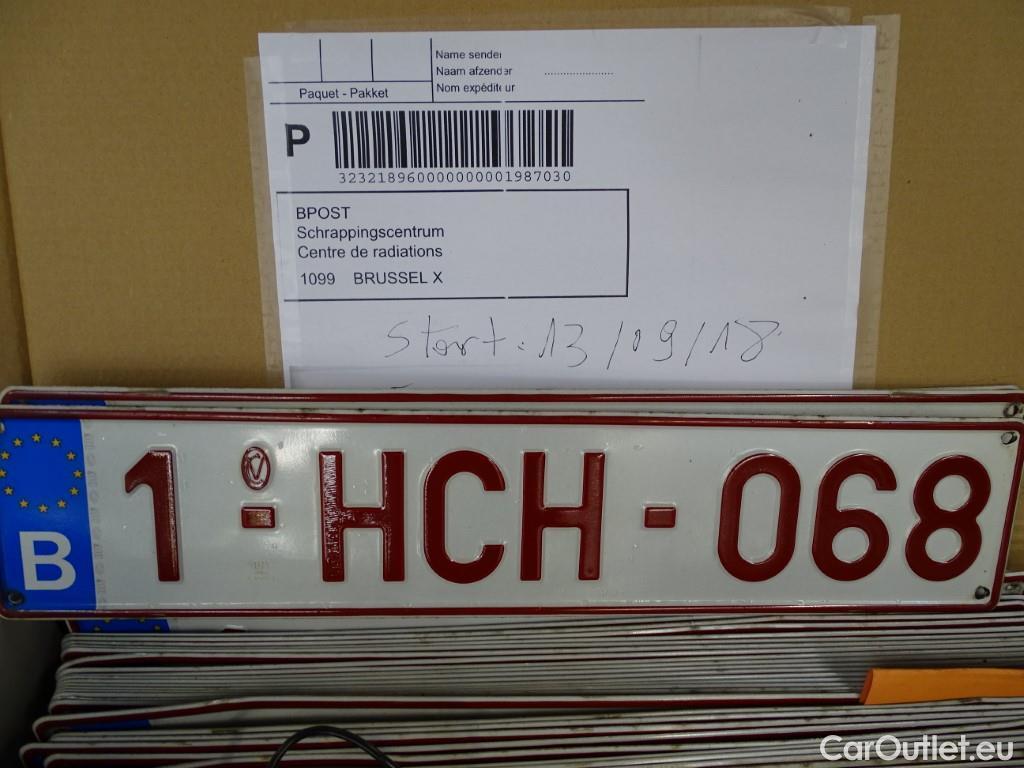 Name sender
Naam afzender ......................
Nom expéditeur
Paquet - Pakket
P
323218960000000001987030
BPOST
Schrappingscentrum
Centre de radiations
1099 BRUSSEL X
Start: 13/09/18
B 1-HCH-068
CarOutlet.eu